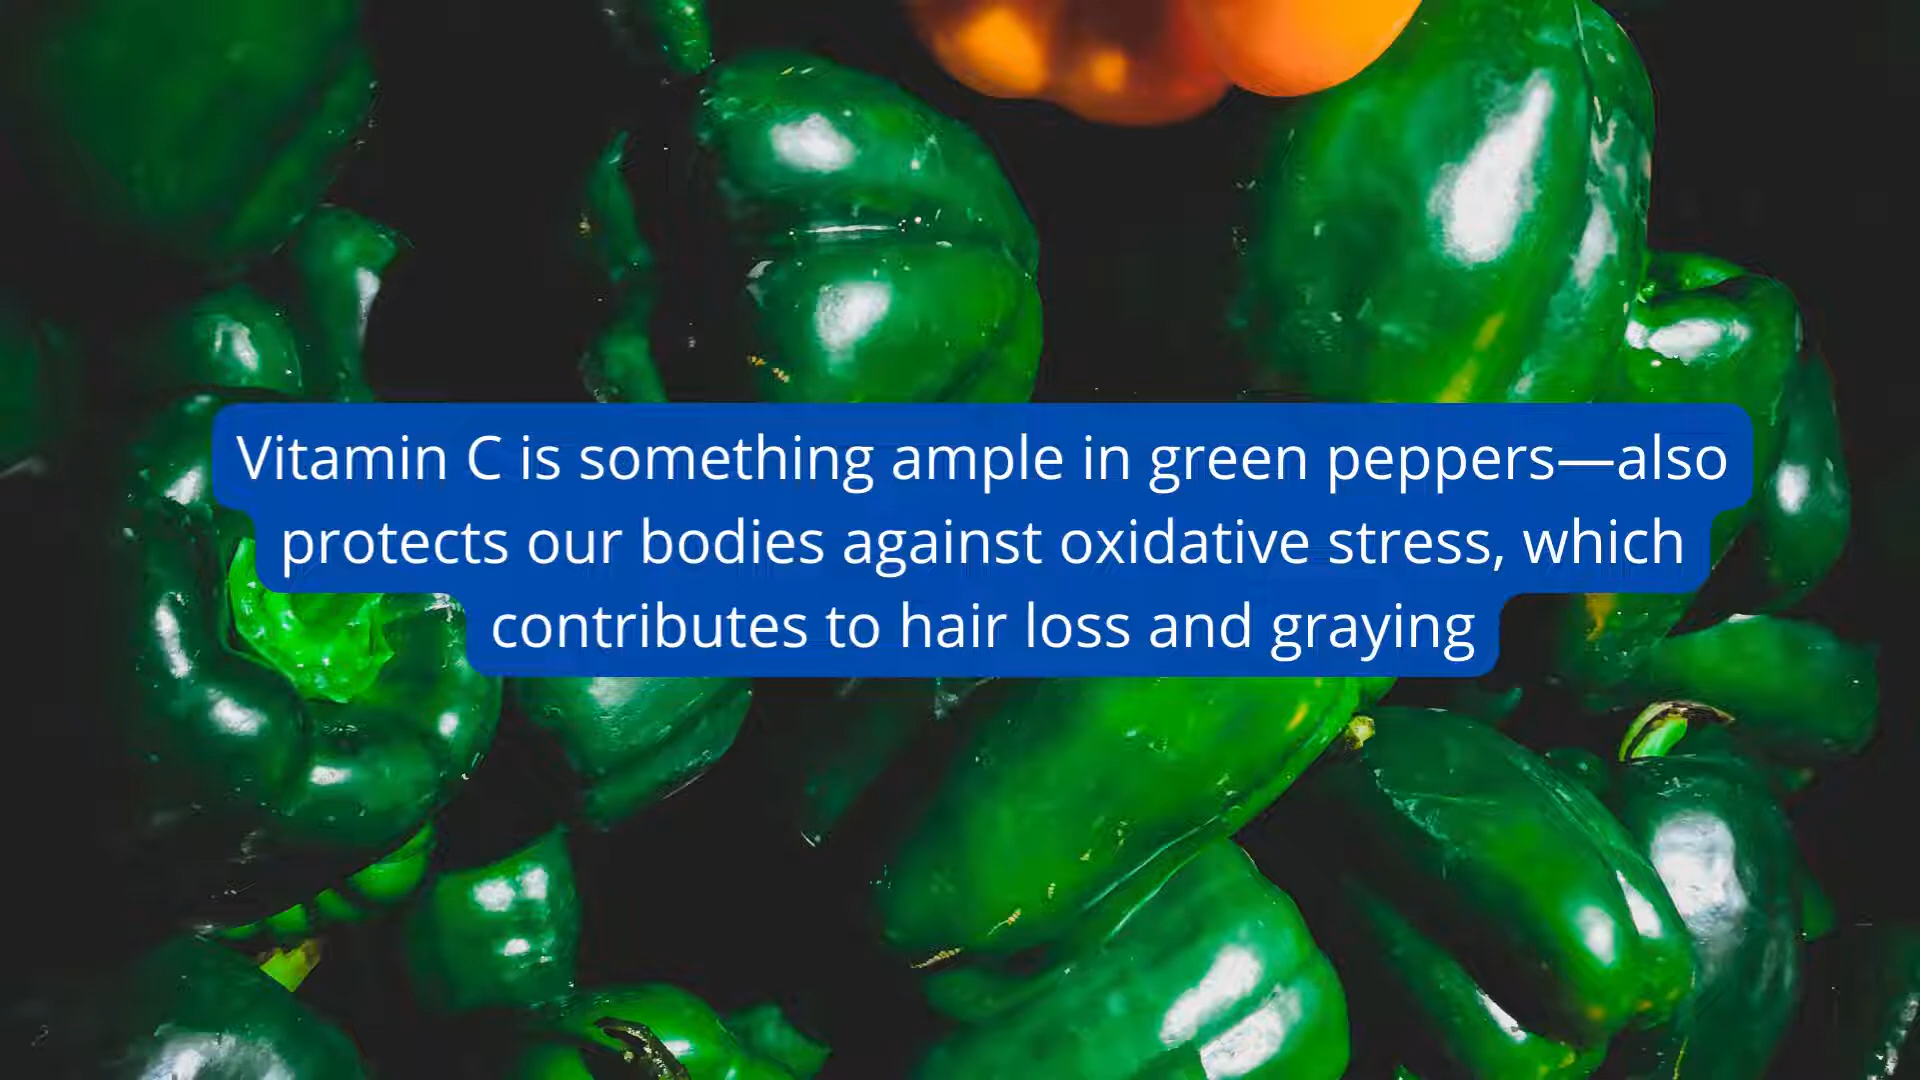 Vitamin C is something ample in green peppers—also
protects our bodies against oxidative stress, which
contributes to hair loss and graying